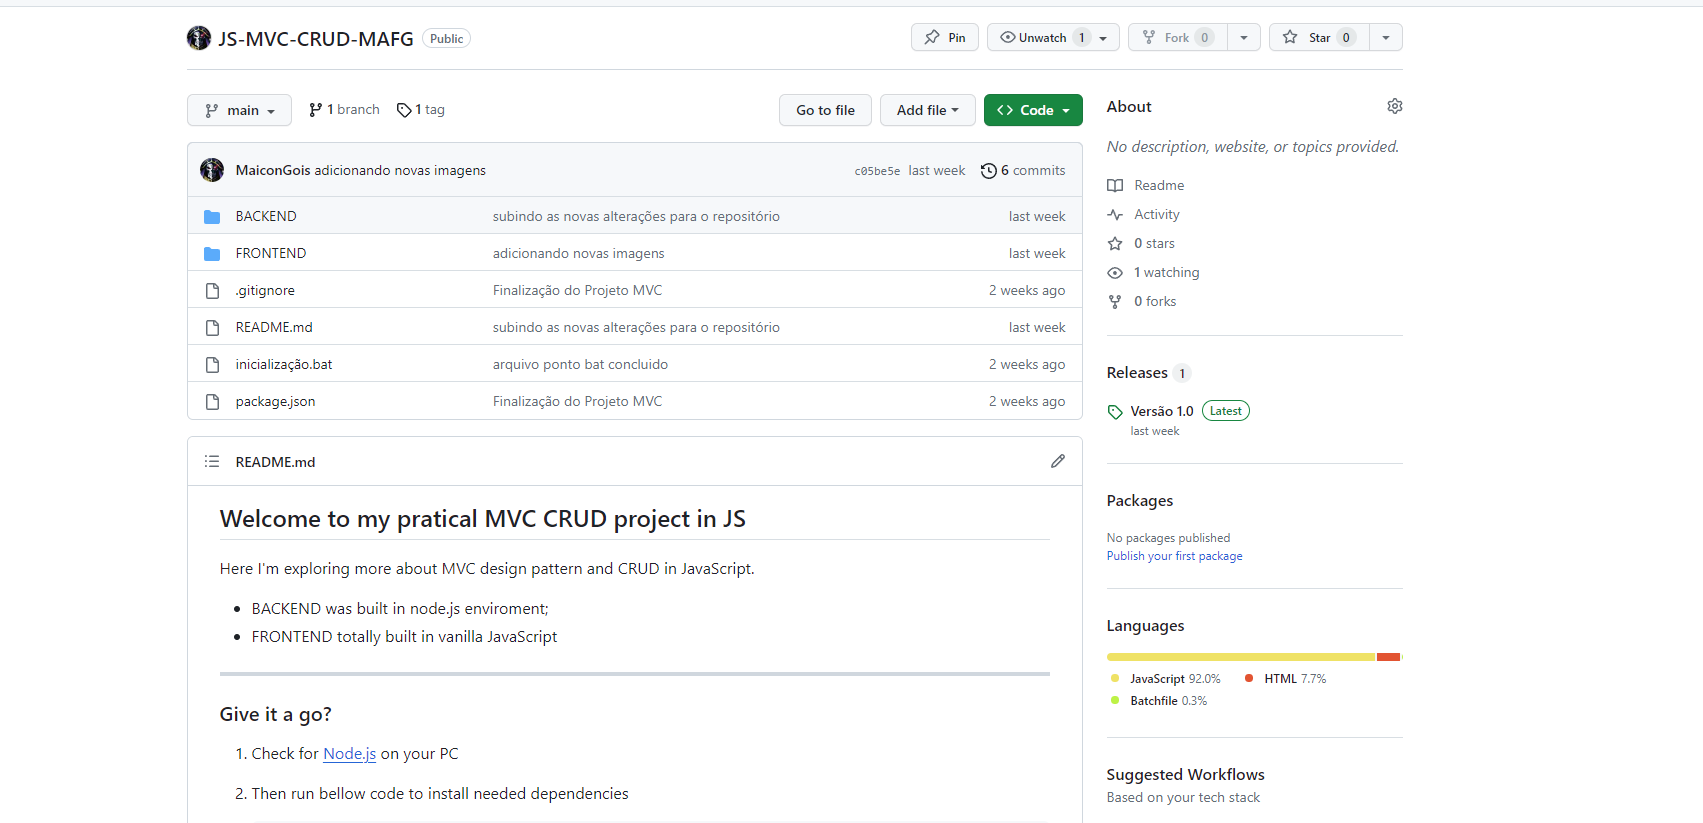 JS-MVC-CRUD-MAFG Public
Pin
Unwatch 1
Fork 0
Star 0
main
1 branch
1 tag
Go to file
Add file
<> Code
MaiconGois adicionando novas imagens c05be5e last week 6 commits
BACKEND subindo as novas alterações para o repositório last week
FRONTEND adicionando novas imagens last week
.gitignore Finalização do Projeto MVC 2 weeks ago
README.md subindo as novas alterações para o repositório last week
inicialização.bat arquivo ponto bat concluido 2 weeks ago
package.json Finalização do Projeto MVC 2 weeks ago
README.md
Welcome to my pratical MVC CRUD project in JS
Here I'm exploring more about MVC design pattern and CRUD in JavaScript.
• BACKEND was built in node.js enviroment;
• FRONTEND totally built in vanilla JavaScript
Give it a go?
1. Check for Node.js on your PC
2. Then run bellow code to install needed dependencies
About
No description, website, or topics provided.
Readme
Activity
0 stars
1 watching
0 forks
Releases 1
Versão 1.0 Latest
last week
Packages
No packages published
Publish your first package
Languages
JavaScript 92.0% HTML 7.7%
Batchfile 0.3%
Suggested Workflows
Based on your tech stack